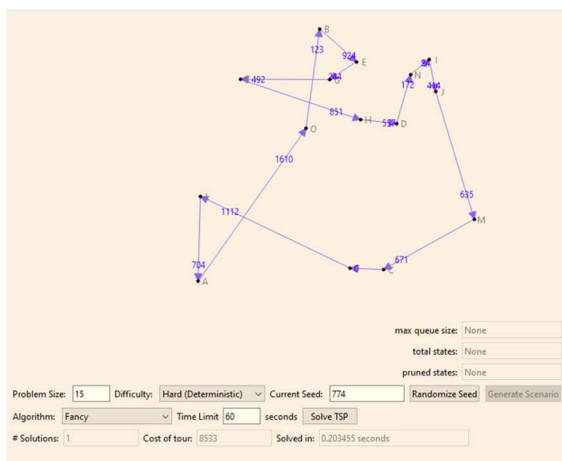 B
123
934
E
I
N
G
492
172
J
851
H
D
O
1610
635
1112
M
704
671
A
C
max queue size: None
total states: None
pruned states: None
Problem Size: 15 Difficulty: Hard (Deterministic) Current Seed: 774 Randomize Seed Generate Scenario
Algorithm: Fancy Time Limit 60 seconds Solve TSP
# Solutions: 1 Cost of tour: 8533 Solved in: 0.203455 seconds